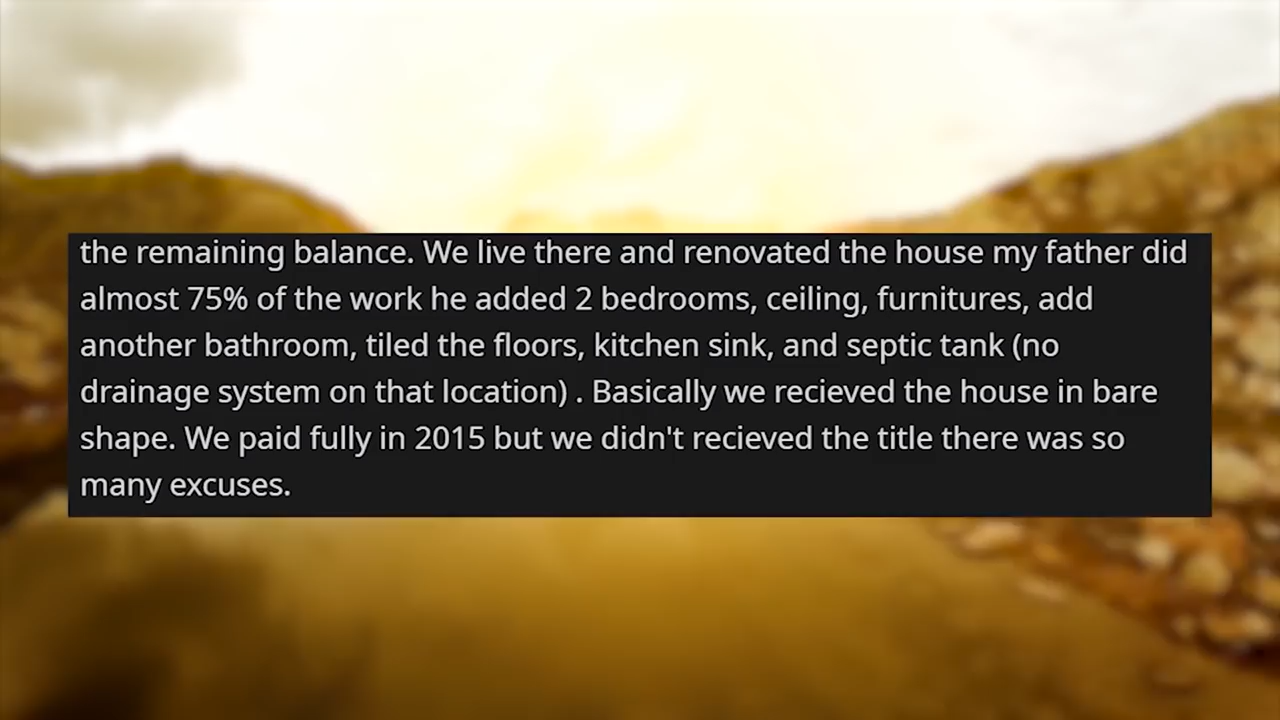 the remaining balance. We live there and renovated the house my father did
almost 75% of the work he added 2 bedrooms, ceiling, furnitures, add
another bathroom, tiled the floors, kitchen sink, and septic tank (no
drainage system on that location) . Basically we recieved the house in bare
shape. We paid fully in 2015 but we didn't recieved the title there was so
many excuses.